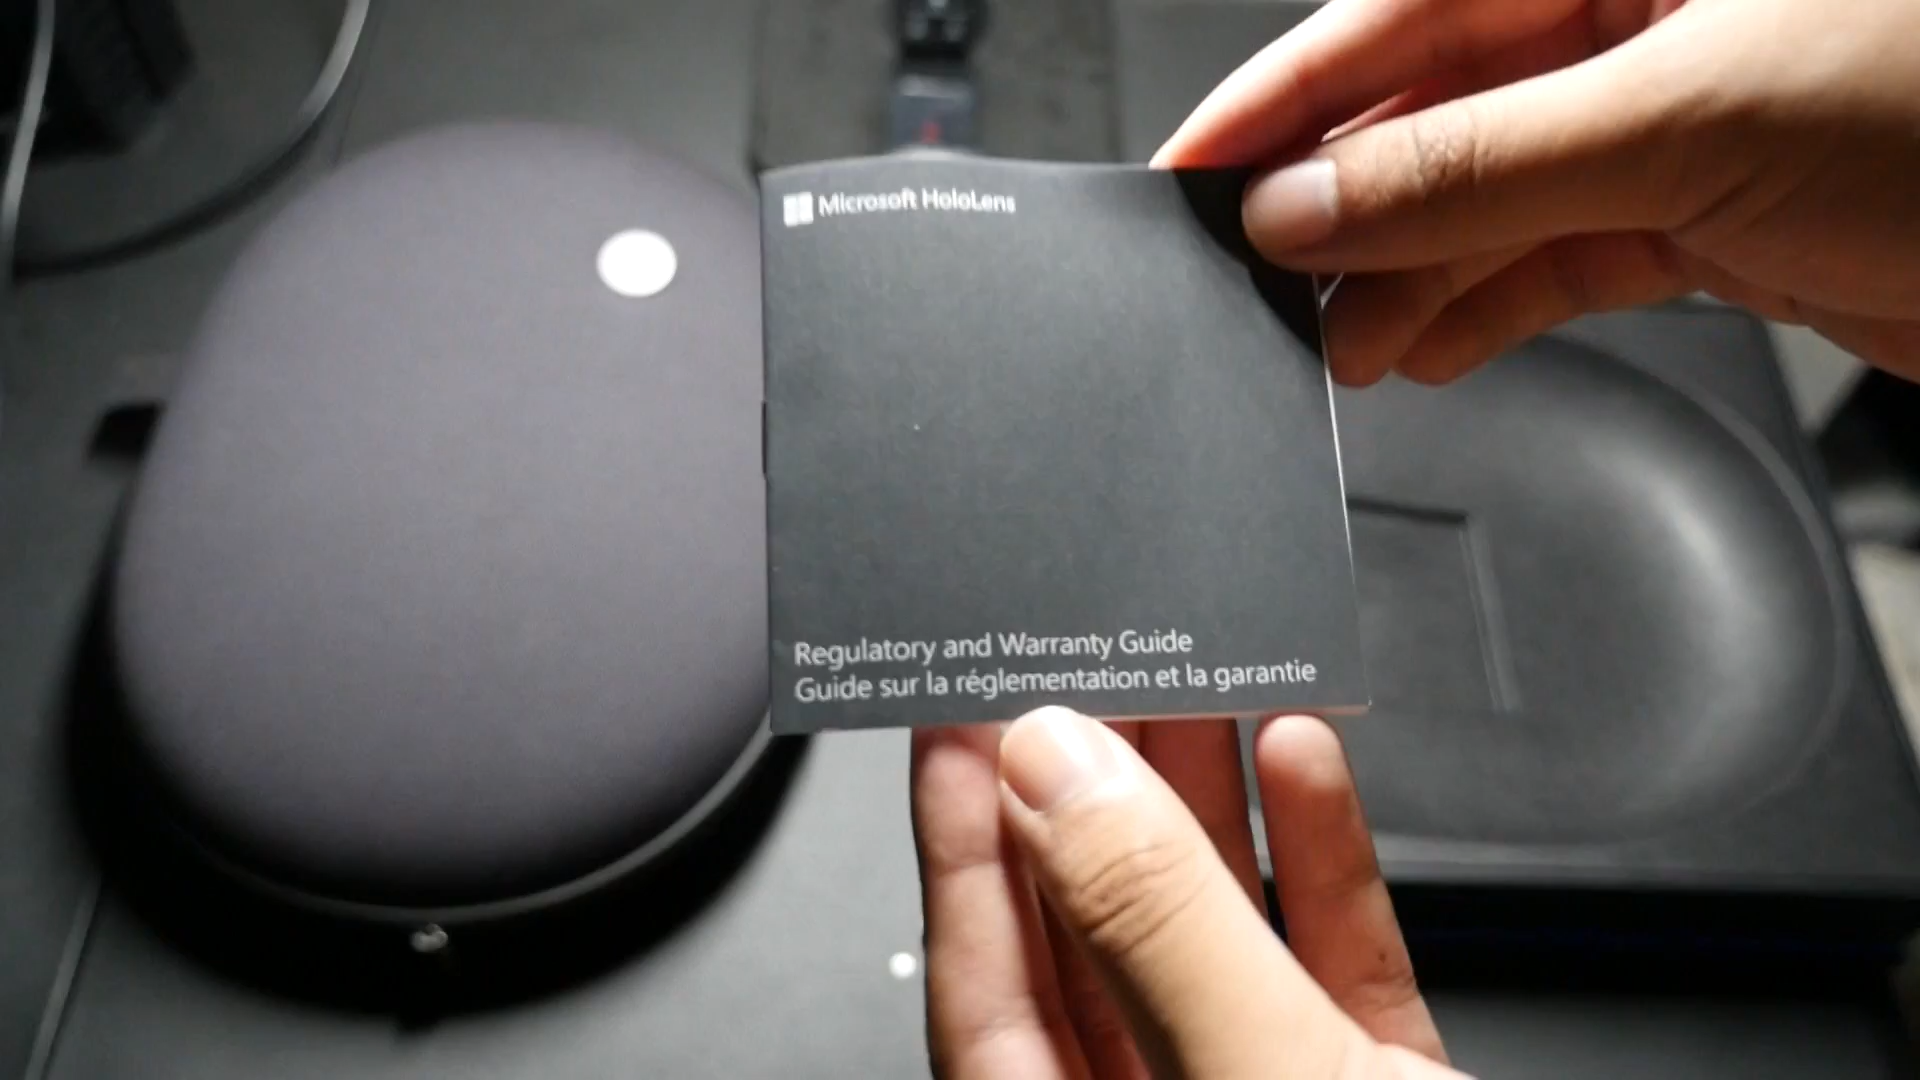 Microsoft HoloLens
Regulatory and Warranty Guide
Guide sur la réglementation et la garantie